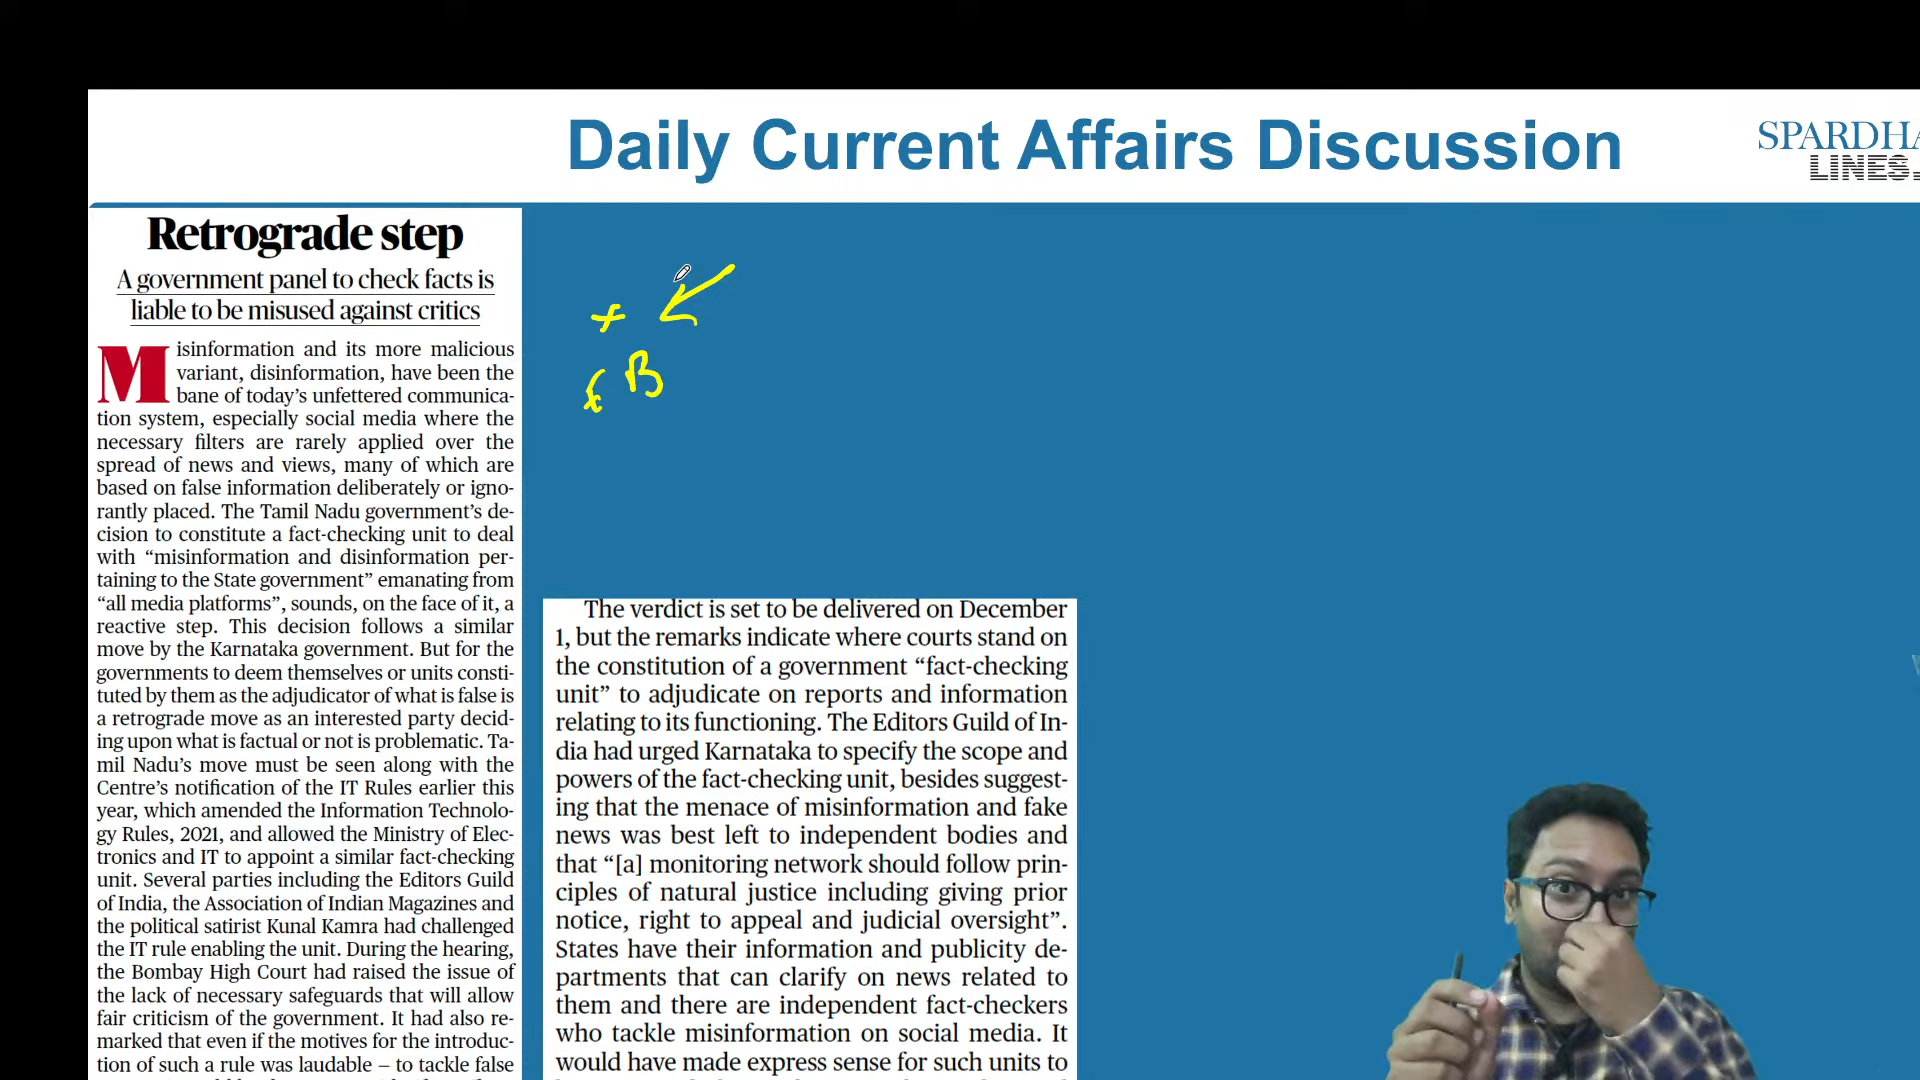 Daily Current Affairs Discussion
SPARDHA
LINES.
Retrograde step
A government panel to check facts is
liable to be misused against critics
Misinformation and its more malicious
variant, disinformation, have been the
bane of today’s unfettered communica-
tion system, especially social media where the
necessary filters are rarely applied over the
spread of news and views, many of which are
based on false information deliberately or igno-
rantly placed. The Tamil Nadu government’s de-
cision to constitute a fact-checking unit to deal
with “misinformation and disinformation per-
taining to the State government” emanating from
“all media platforms”, sounds, on the face of it, a
reactive step. This decision follows a similar
move by the Karnataka government. But for the
governments to deem themselves or units consti-
tuted by them as the adjudicator of what is false is
a retrograde move as an interested party decid-
ing upon what is factual or not is problematic. Ta-
mil Nadu’s move must be seen along with the
Centre’s notification of the IT Rules earlier this
year, which amended the Information Technolo-
gy Rules, 2021, and allowed the Ministry of Elec-
tronics and IT to appoint a similar fact-checking
unit. Several parties including the Editors Guild
of India, the Association of Indian Magazines and
the political satirist Kunal Kamra had challenged
the IT rule enabling the unit. During the hearing,
the Bombay High Court had raised the issue of
the lack of necessary safeguards that will allow
fair criticism of the government. It had also re-
marked that even if the motives for the introduc-
tion of such a rule was laudable – to tackle false
B
The verdict is set to be delivered on December
1, but the remarks indicate where courts stand on
the constitution of a government “fact-checking
unit” to adjudicate on reports and information
relating to its functioning. The Editors Guild of In-
dia had urged Karnataka to specify the scope and
powers of the fact-checking unit, besides suggest-
ing that the menace of misinformation and fake
news was best left to independent bodies and
that “[a] monitoring network should follow prin-
ciples of natural justice including giving prior
notice, right to appeal and judicial oversight”.
States have their information and publicity de-
partments that can clarify on news related to
them and there are independent fact-checkers
who tackle misinformation on social media. It
would have made express sense for such units to